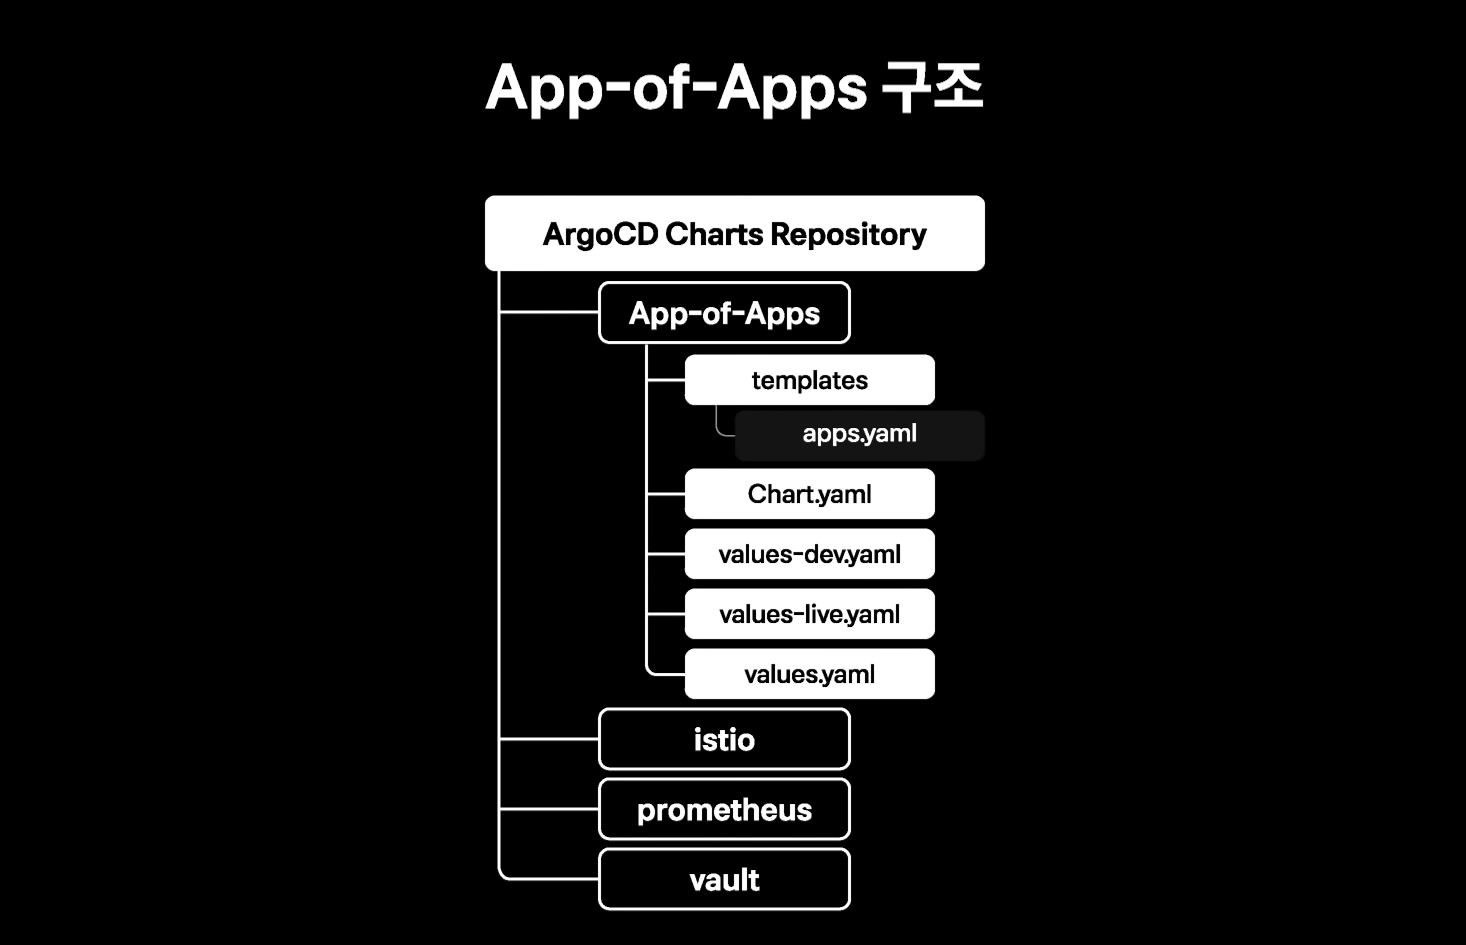 App-of-Apps 구조
ArgoCD Charts Repository
App-of-Apps
templates
apps.yaml
Chart.yaml
values-dev.yaml
values-live.yaml
values.yaml
istio
prometheus
vault